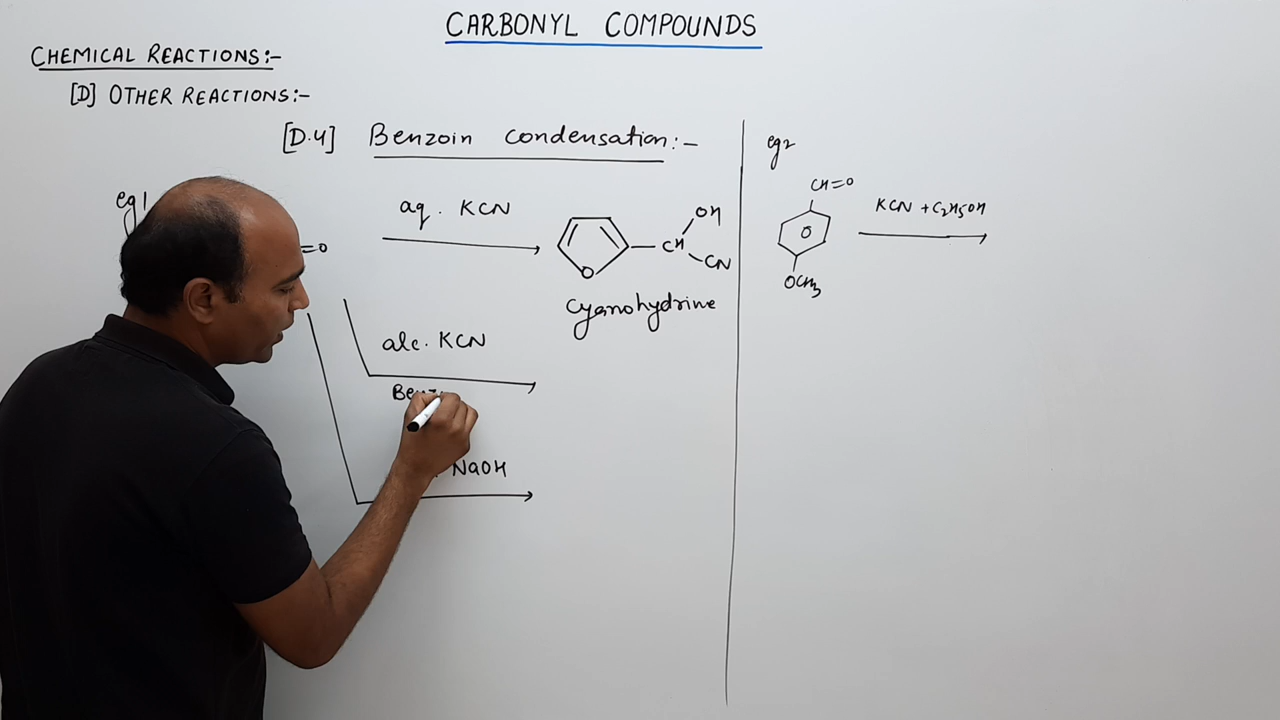 CARBONYL COMPOUNDS
CHEMICAL REACTIONS:-
[D] OTHER REACTIONS:-
[D.4] Benzoin condensation:-
eg1
=O
aq. KCN
OH
CH
CN
O
Cyanohydrine
alc. KCN
NaOH
eg2
CH=O
KCN + C2H5OH
OCH3